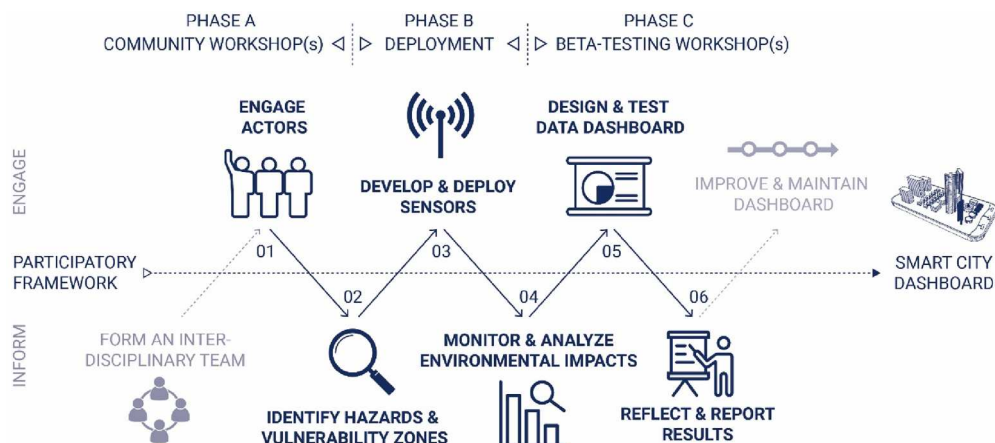 PHASE A
COMMUNITY WORKSHOP(s)
PHASE B
DEPLOYMENT
PHASE C
BETA-TESTING WORKSHOP(s)
ENGAGE
ENGAGE
ACTORS
DEVELOP & DEPLOY
SENSORS
DESIGN & TEST
DATA DASHBOARD
IMPROVE & MAINTAIN
DASHBOARD
PARTICIPATORY
FRAMEWORK
01
02
03
04
05
06
SMART CITY
DASHBOARD
INFORM
FORM AN INTER-
DISCIPLINARY TEAM
IDENTIFY HAZARDS &
VULNERABILITY ZONES
MONITOR & ANALYZE
ENVIRONMENTAL IMPACTS
REFLECT & REPORT
RESULTS